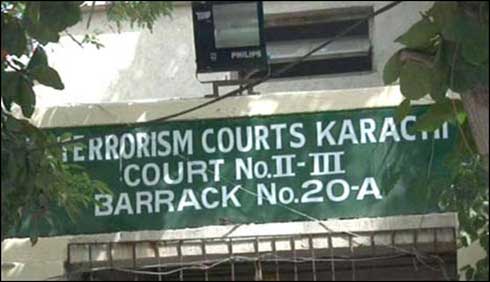 PHILIPS
TERRORISM COURTS KARACHI
COURT No.II-III
BARRACK No.20-A